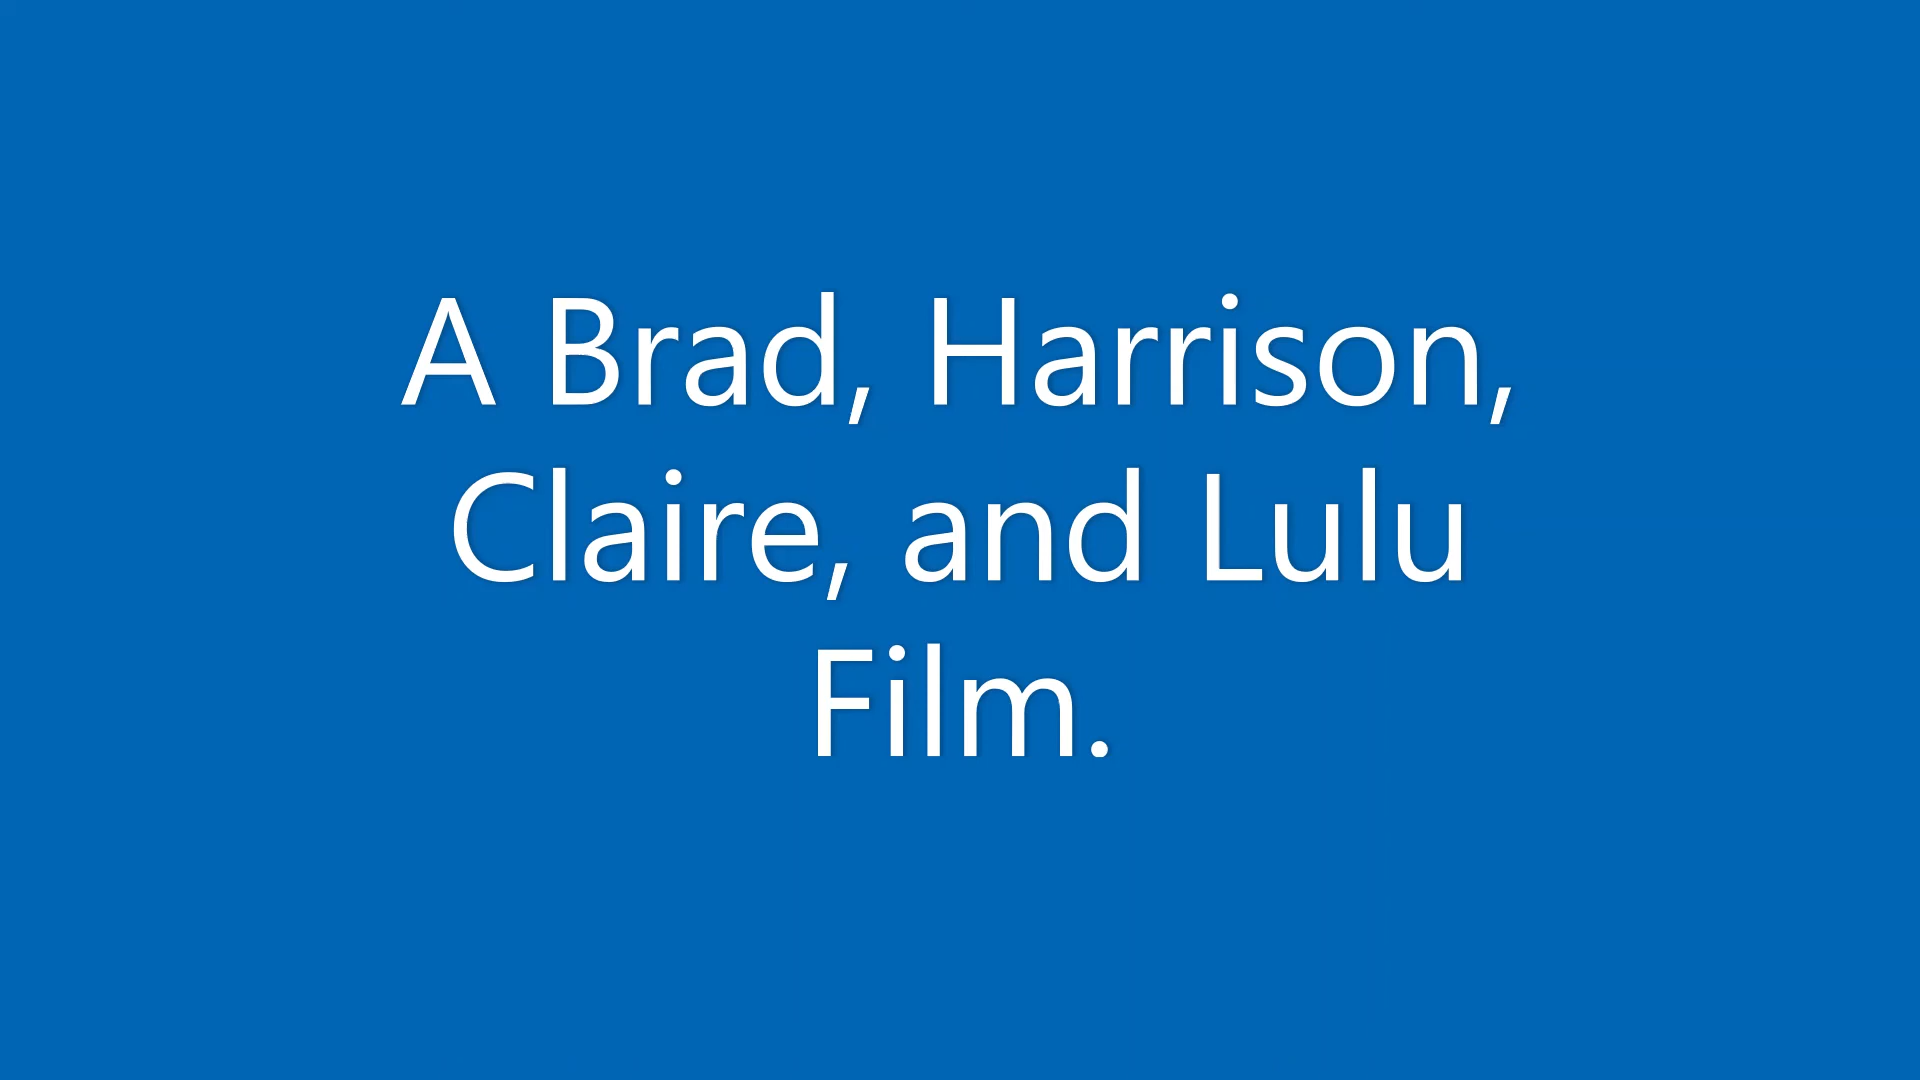 A Brad, Harrison,
Claire, and Lulu
Film.